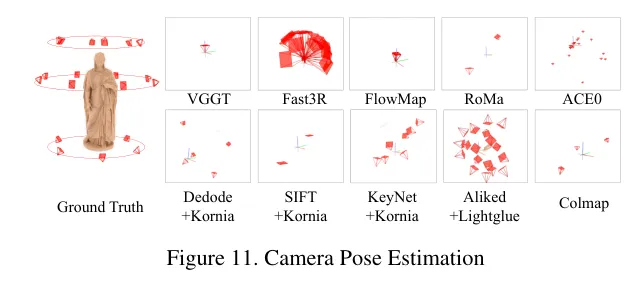 VGGT
Fast3R
FlowMap
RoMa
ACE0
Ground Truth
Dedode
+Kornia
SIFT
+Kornia
KeyNet
+Kornia
Aliked
+Lightglue
Colmap
Figure 11. Camera Pose Estimation